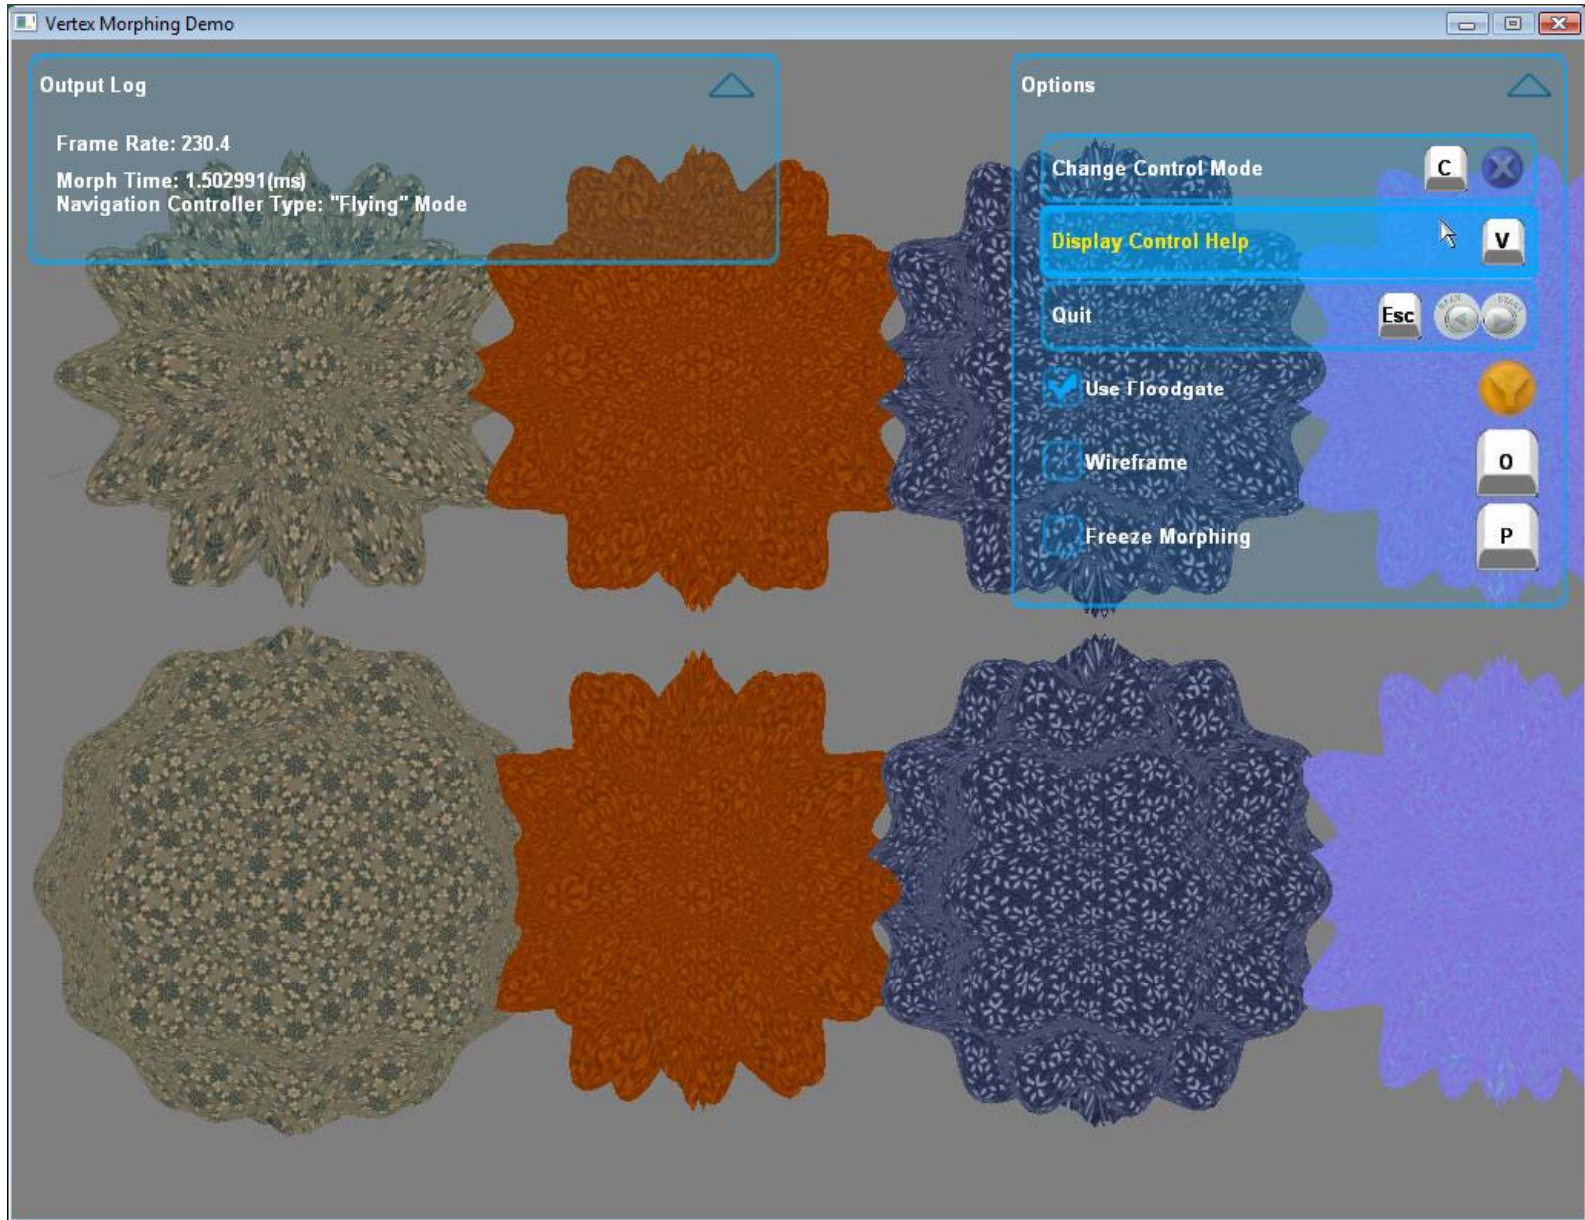 Vertex Morphing Demo
Output Log
Frame Rate: 230.4
Morph Time: 1.502991(ms)
Navigation Controller Type: "Flying" Mode
Options
Change Control Mode C X
Display Control Help V
Quit Esc
Use Floodgate Y
Wireframe O
Freeze Morphing P